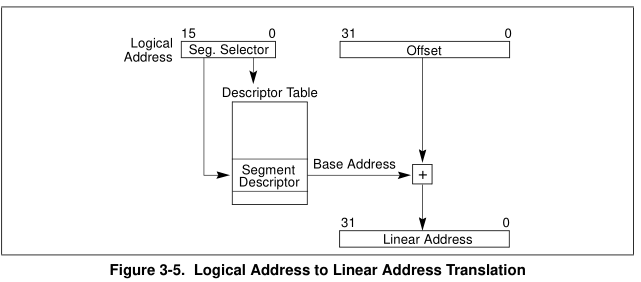 15 0 31 0
Logical Address Seg. Selector Offset
Descriptor Table
Base Address
Segment Descriptor +
31 0
Linear Address
Figure 3-5. Logical Address to Linear Address Translation